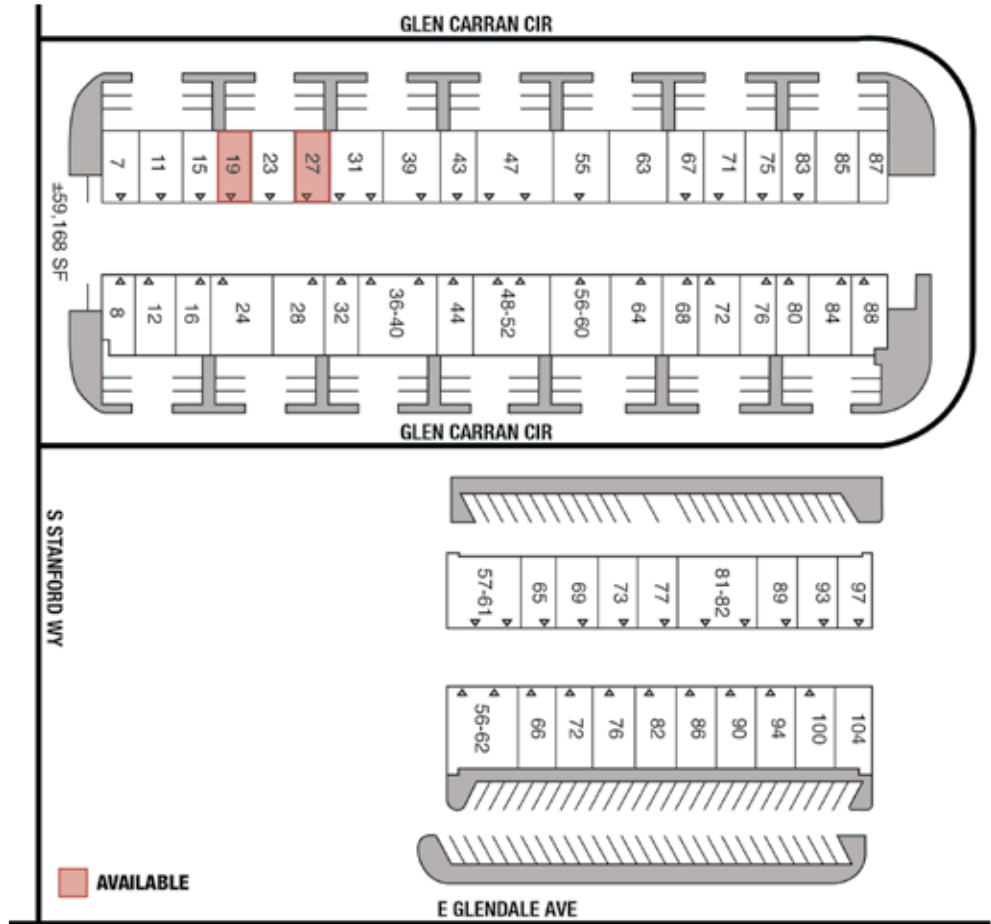 GLEN CARRAN CIR
7 11 15 19 23 27 31 39 43 47 55 63 67 71 75 83 85 87
±59,168 SF
8 12 16 24 28 32 36-40 44 48-52 56-60 64 68 72 76 80 84 88
GLEN CARRAN CIR
S STANFORD WY
57-61 65 69 73 77 81-82 89 93 97
56-62 66 72 76 82 86 90 94 100 104
AVAILABLE
E GLENDALE AVE